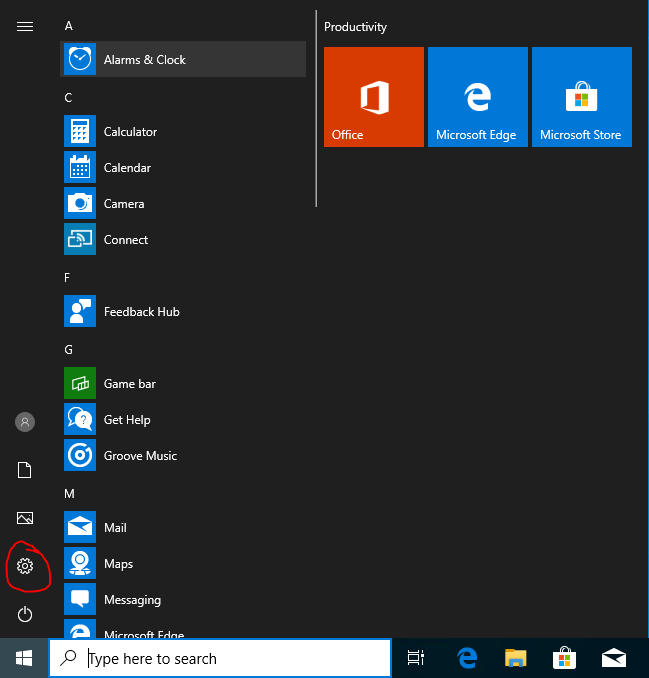 A
Alarms & Clock
C
Calculator
Calendar
Camera
Connect
F
Feedback Hub
G
Game bar
Get Help
Groove Music
M
Mail
Maps
Messaging
Microsoft Edge
Productivity
Office
Microsoft Edge
Microsoft Store
Type here to search